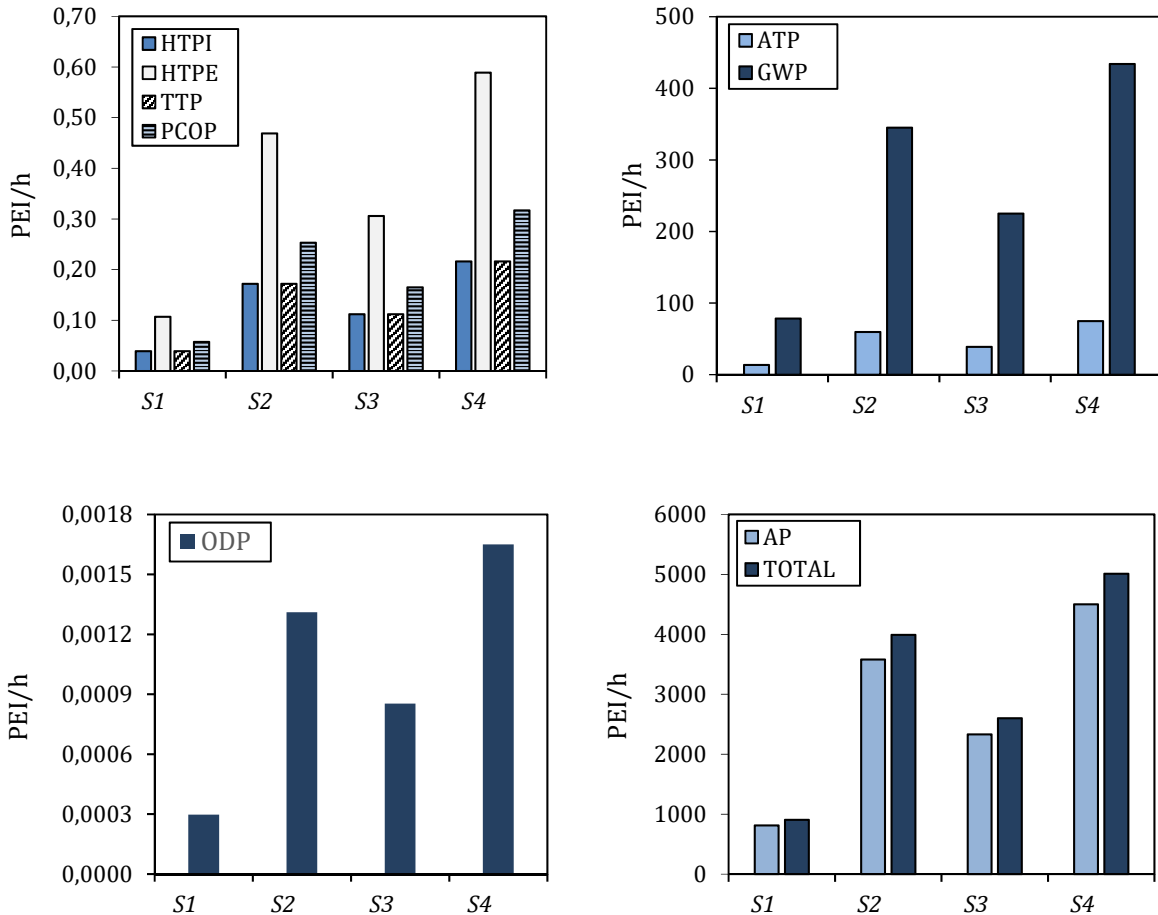 0,70
0,60
0,50
0,40
0,30
0,20
0,10
0,00
PEI/h
HTPI
HTPE
TTP
PCOP
S1 S2 S3 S4
500
400
300
200
100
0
PEI/h
ATP
GWP
S1 S2 S3 S4
0,0018
0,0015
0,0012
0,0009
0,0006
0,0003
0,0000
PEI/h
ODP
S1 S2 S3 S4
6000
5000
4000
3000
2000
1000
0
PEI/h
AP
TOTAL
S1 S2 S3 S4